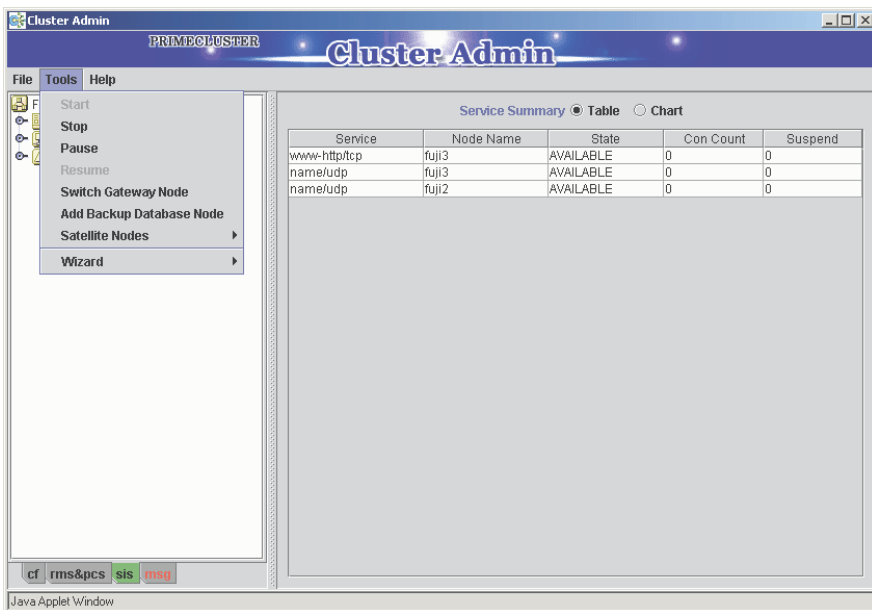 Cluster Admin
PRIMECLUSTER
Cluster Admin
File Tools Help
F
Start
Stop
Pause
Resume
Switch Gateway Node
Add Backup Database Node
Satellite Nodes
Wizard
Service Summary Table Chart
Service Node Name State Con Count Suspend
www-http/tcp fuji3 AVAILABLE 0 0
name/udp fuji3 AVAILABLE 0 0
name/udp fuji2 AVAILABLE 0 0
cf rms&pcs sis msg
Java Applet Window